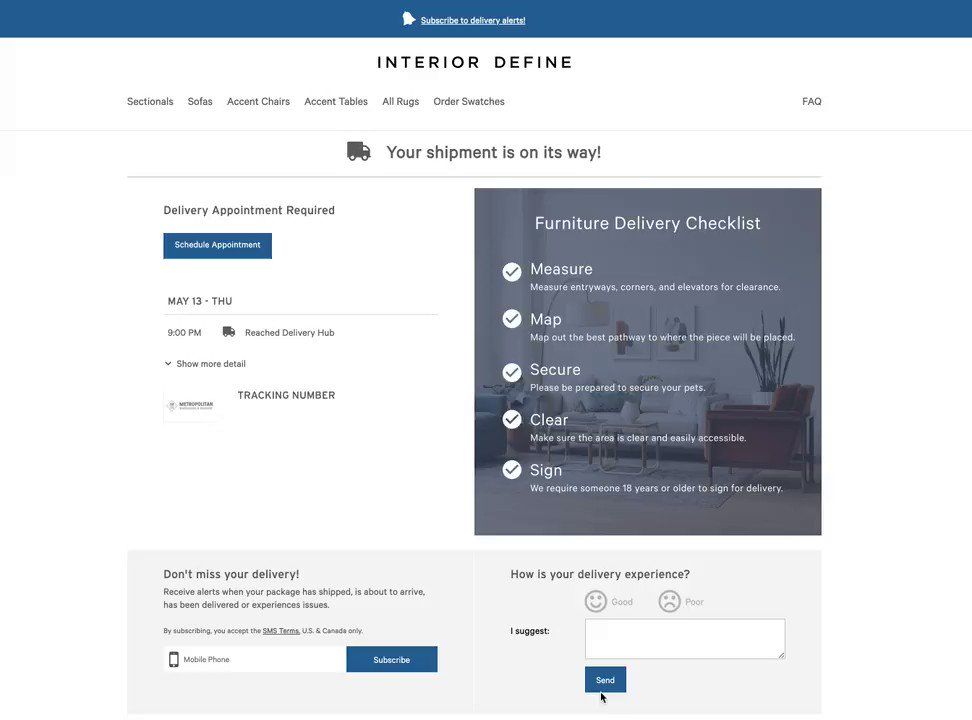 Subscribe to delivery alerts!
INTERIOR DEFINE
Sectionals Sofas Accent Chairs Accent Tables All Rugs Order Swatches FAQ
Your shipment is on its way!
Delivery Appointment Required
Schedule Appointment
MAY 13 - THU
9:00 PM Reached Delivery Hub
Show more detail
METROPOLITAN
TRACKING NUMBER
Furniture Delivery Checklist
Measure
Measure entryways, corners, and elevators for clearance.
Map
Map out the best pathway to where the piece will be placed.
Secure
Please be prepared to secure your pets.
Clear
Make sure the area is clear and easily accessible.
Sign
We require someone 18 years or older to sign for delivery.
Don't miss your delivery!
Receive alerts when your package has shipped, is about to arrive,
has been delivered or experiences issues.
By subscribing, you accept the SMS Terms, U.S. & Canada only.
Mobile Phone
Subscribe
How is your delivery experience?
Good Poor
I suggest:
Send